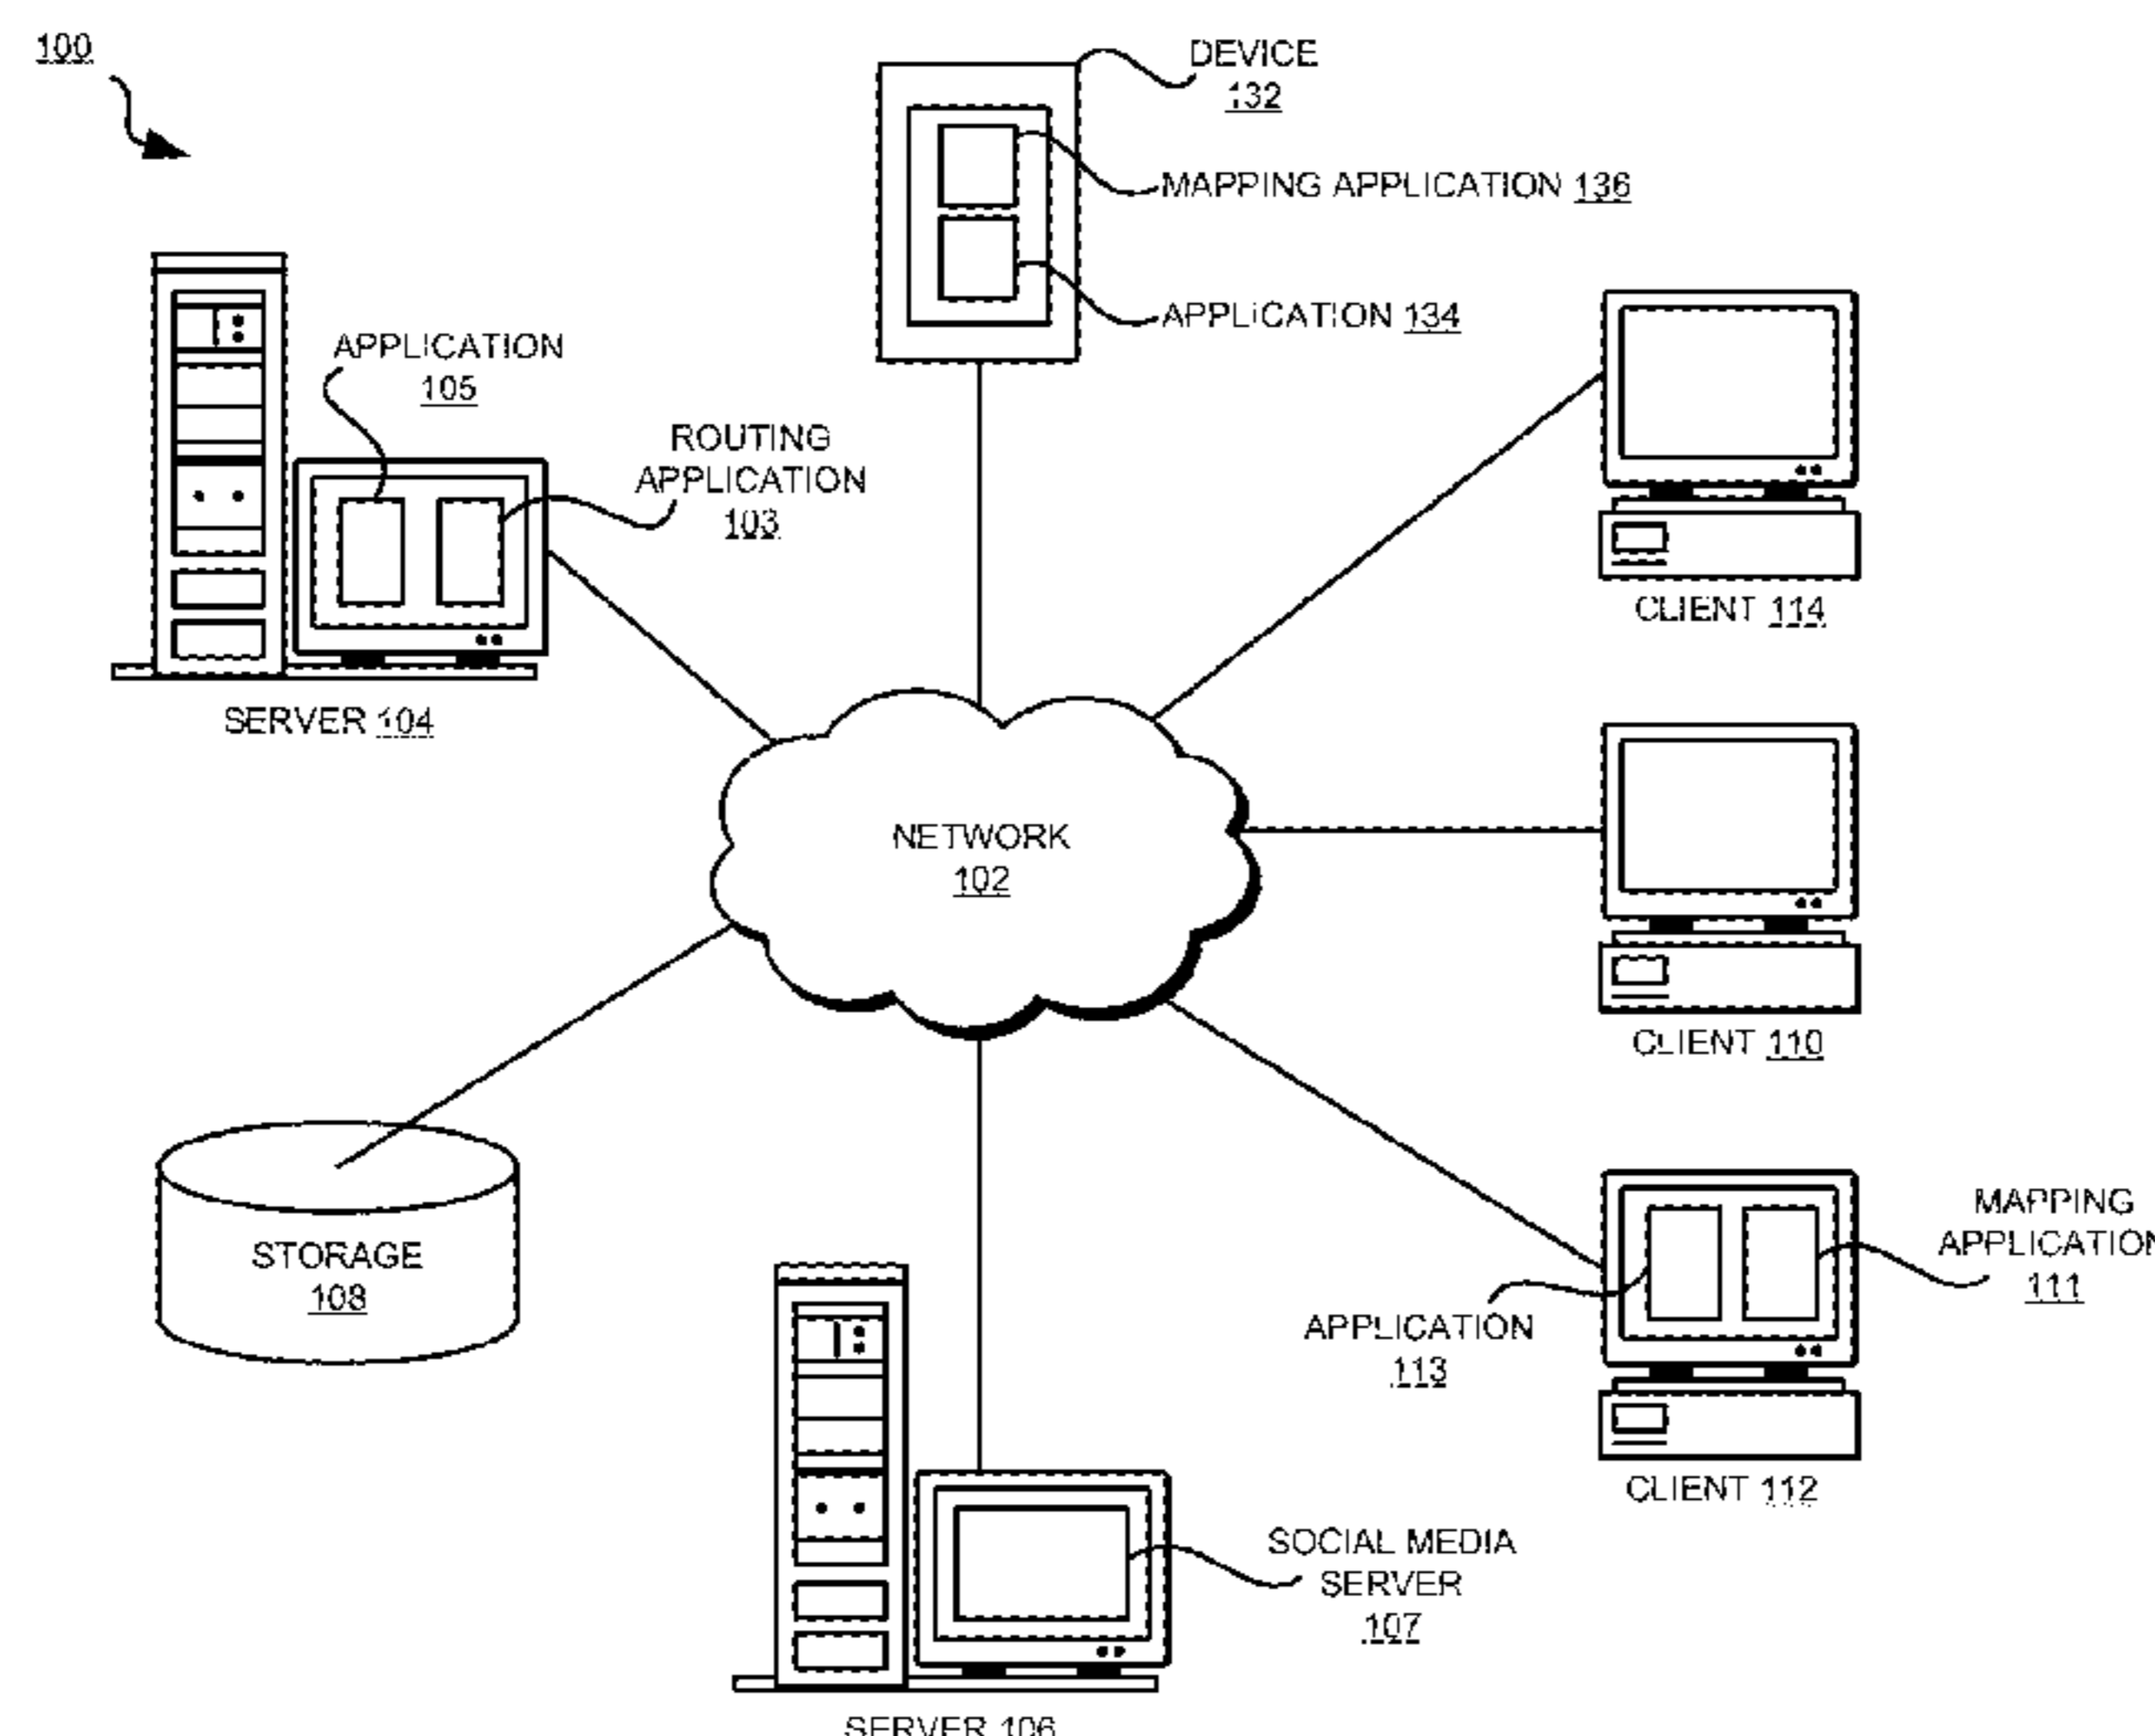 100
DEVICE
132
MAPPING APPLICATION 136
APPLICATION 134
APPLICATION
105
ROUTING
APPLICATION
103
SERVER 104
CLIENT 114
NETWORK
102
CLIENT 110
STORAGE
108
MAPPING
APPLICATION
111
APPLICATION
113
CLIENT 112
SOCIAL MEDIA
SERVER
107
SERVER 106